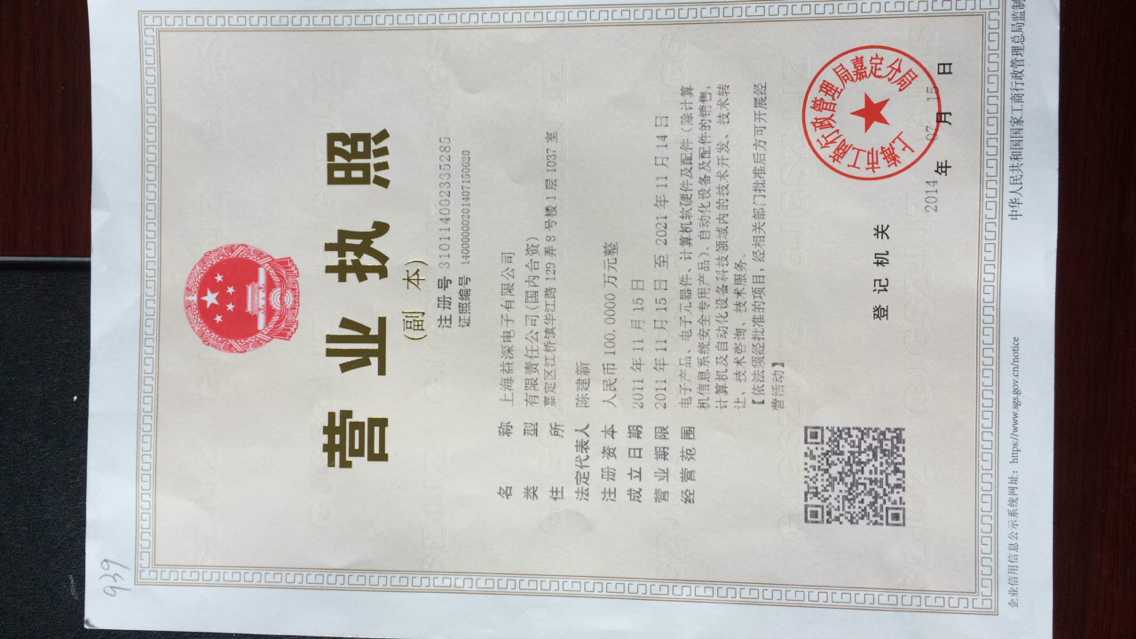 939
营业执照
(副 本)
注册号 310114002335285
证照编号 14000000201407150020
名称 上海益深电子有限公司
类型 有限责任公司(国内合资)
住所 嘉定区江桥镇华江路129弄8号楼1层1037室
法定代表人 陈建新
注册资本 人民币100.0000万元整
成立日期 2011年11月15日
营业期限 2011年11月15日至2021年11月14日
经营范围 电子产品、电子元器件、计算机软硬件及配件(除计算
机信息系统安全专用产品)、自动化设备及配件的销售,
计算机及自动化设备科技领域内的技术开发、技术转
让、技术咨询、技术服务。
【依法须经批准的项目,经相关部门批准后方可开展经
营活动】
登记机关
上海市工商行政管理局嘉定分局
2014年07月15日
企业信用信息公示系统网址:https://www.sgs.gov.cn/notice
中华人民共和国国家工商行政管理总局监制